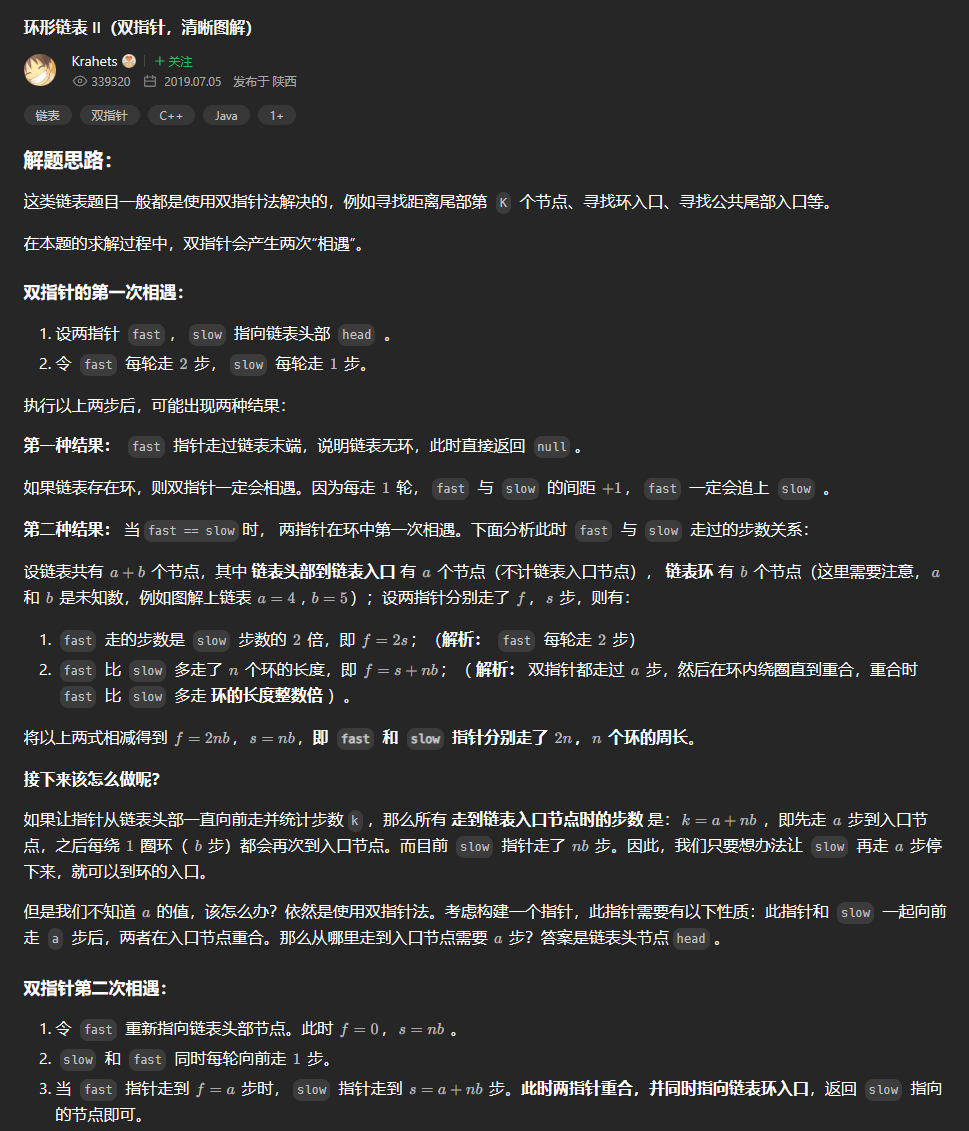 环形链表 II（双指针，清晰图解）
Krahets 关注
339320 2019.07.05 发布于 陕西
链表 双指针 C++ Java 1+
解题思路：
这类链表题目一般都是使用双指针法解决的，例如寻找距离尾部第 K 个节点、寻找环入口、寻找公共尾部入口等。
在本题的求解过程中，双指针会产生两次“相遇”。
双指针的第一次相遇：
1. 设两指针 fast ， slow 指向链表头部 head 。
2. 令 fast 每轮走 2 步， slow 每轮走 1 步。
执行以上两步后，可能出现两种结果：
第一种结果： fast 指针走过链表末端，说明链表无环，此时直接返回 null 。
如果链表存在环，则双指针一定会相遇。因为每走 1 轮， fast 与 slow 的间距 +1， fast 一定会追上 slow 。
第二种结果： 当 fast == slow 时， 两指针在环中第一次相遇。下面分析此时 fast 与 slow 走过的步数关系：
设链表共有 a + b 个节点，其中 链表头部到链表入口 有 a 个节点（不计链表入口节点）， 链表环 有 b 个节点（这里需要注意，a
和 b 是未知数，例如图解上链表 a = 4 , b = 5）；设两指针分别走了 f ，s 步，则有：
1. fast 走的步数是 slow 步数的 2 倍，即 f = 2s；（解析： fast 每轮走 2 步）
2. fast 比 slow 多走了 n 个环的长度，即 f = s + nb；（ 解析： 双指针都走过 a 步，然后在环内绕圈直到重合，重合时
fast 比 slow 多走 环的长度整数倍 ）。
将以上两式相减得到 f = 2nb，s = nb，即 fast 和 slow 指针分别走了 2n，n 个环的周长。
接下来该怎么做呢？
如果让指针从链表头部一直向前走并统计步数 k ，那么所有 走到链表入口节点时的步数 是：k = a + nb ，即先走 a 步到入口节
点，之后每绕 1 圈环（ b 步）都会再次到入口节点。而目前 slow 指针走了 nb 步。因此，我们只要想办法让 slow 再走 a 步停
下来，就可以到环的入口。
但是我们不知道 a 的值，该怎么办？依然是使用双指针法。考虑构建一个指针，此指针需要有以下性质：此指针和 slow 一起向前
走 a 步后，两者在入口节点重合。那么从哪里走到入口节点需要 a 步？答案是链表头节点 head 。
双指针第二次相遇：
1. 令 fast 重新指向链表头部节点。此时 f = 0，s = nb 。
2. slow 和 fast 同时每轮向前走 1 步。
3. 当 fast 指针走到 f = a 步时， slow 指针走到 s = a + nb 步。此时两指针重合，并同时指向链表环入口，返回 slow 指向
的节点即可。